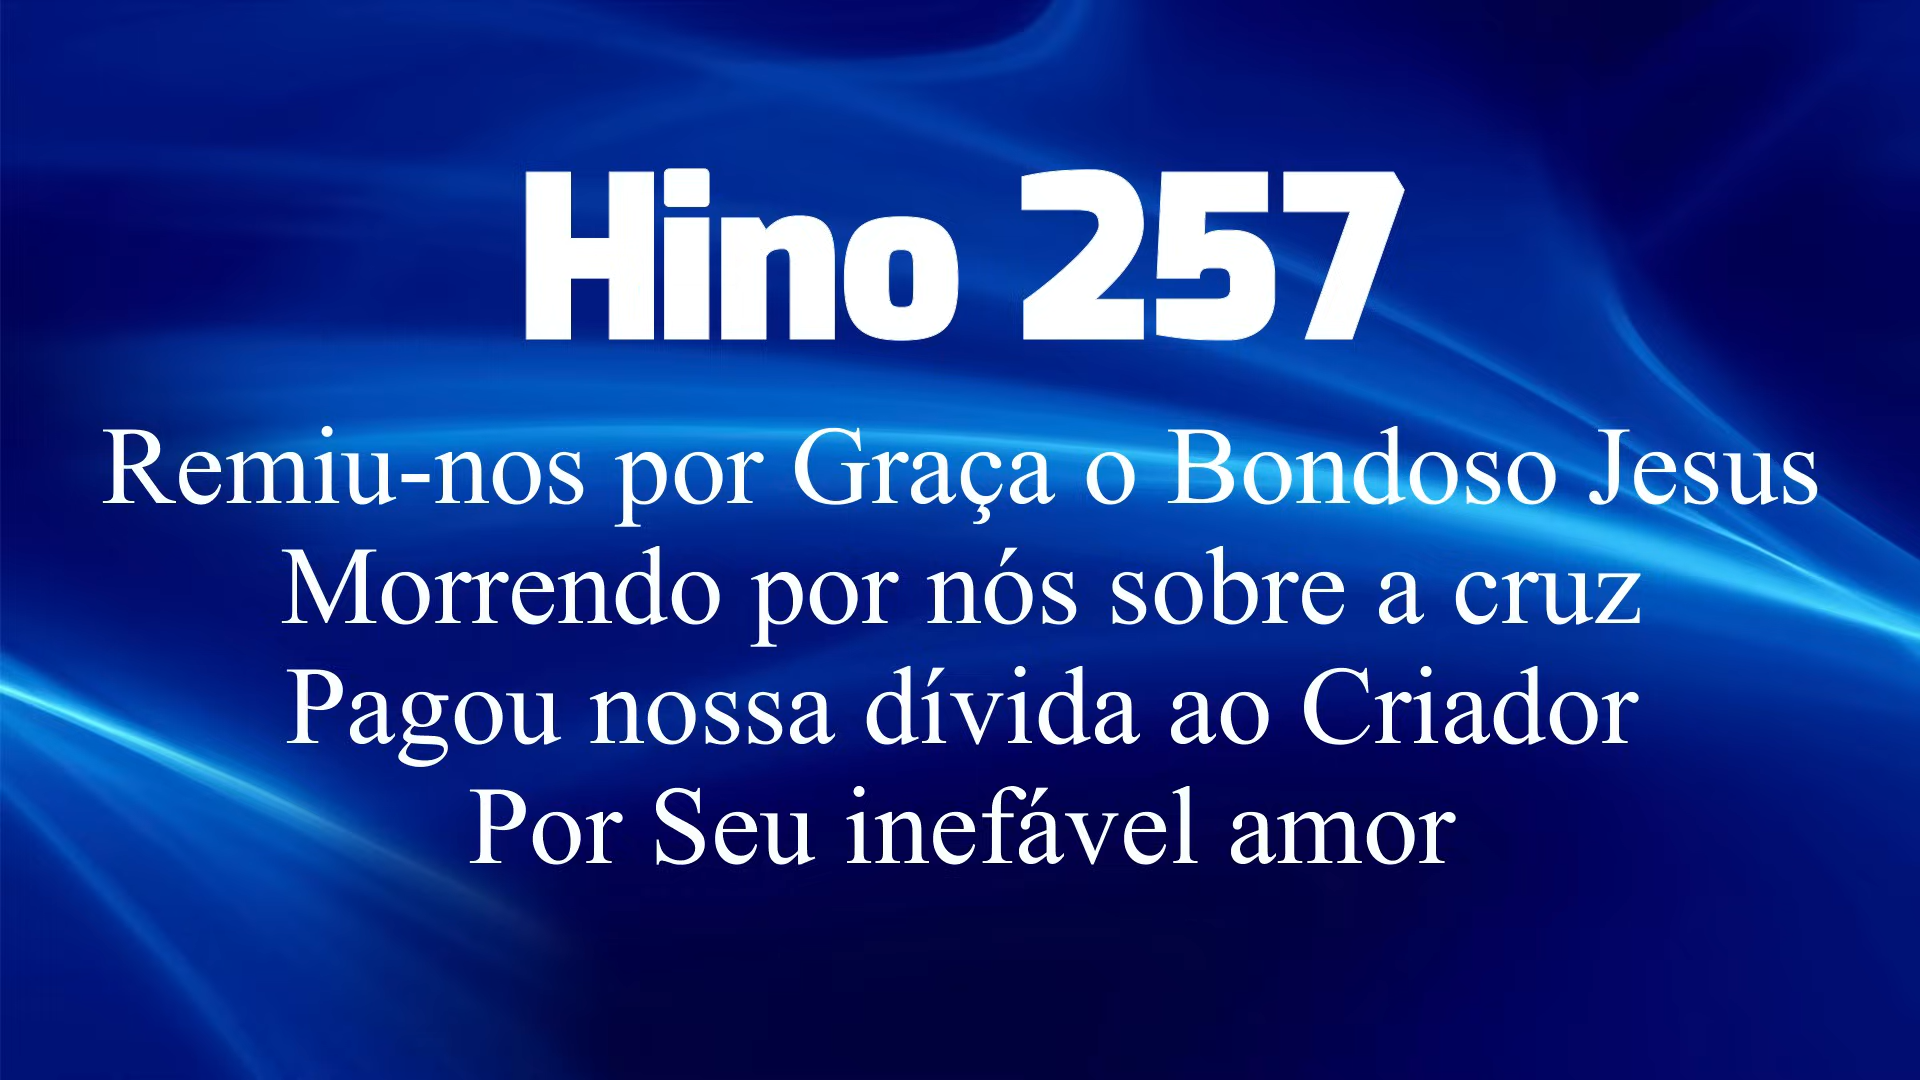 Hino 257
Remiu-nos por Graça o Bondoso Jesus
Morrendo por nós sobre a cruz
Pagou nossa dívida ao Criador
Por Seu inefável amor